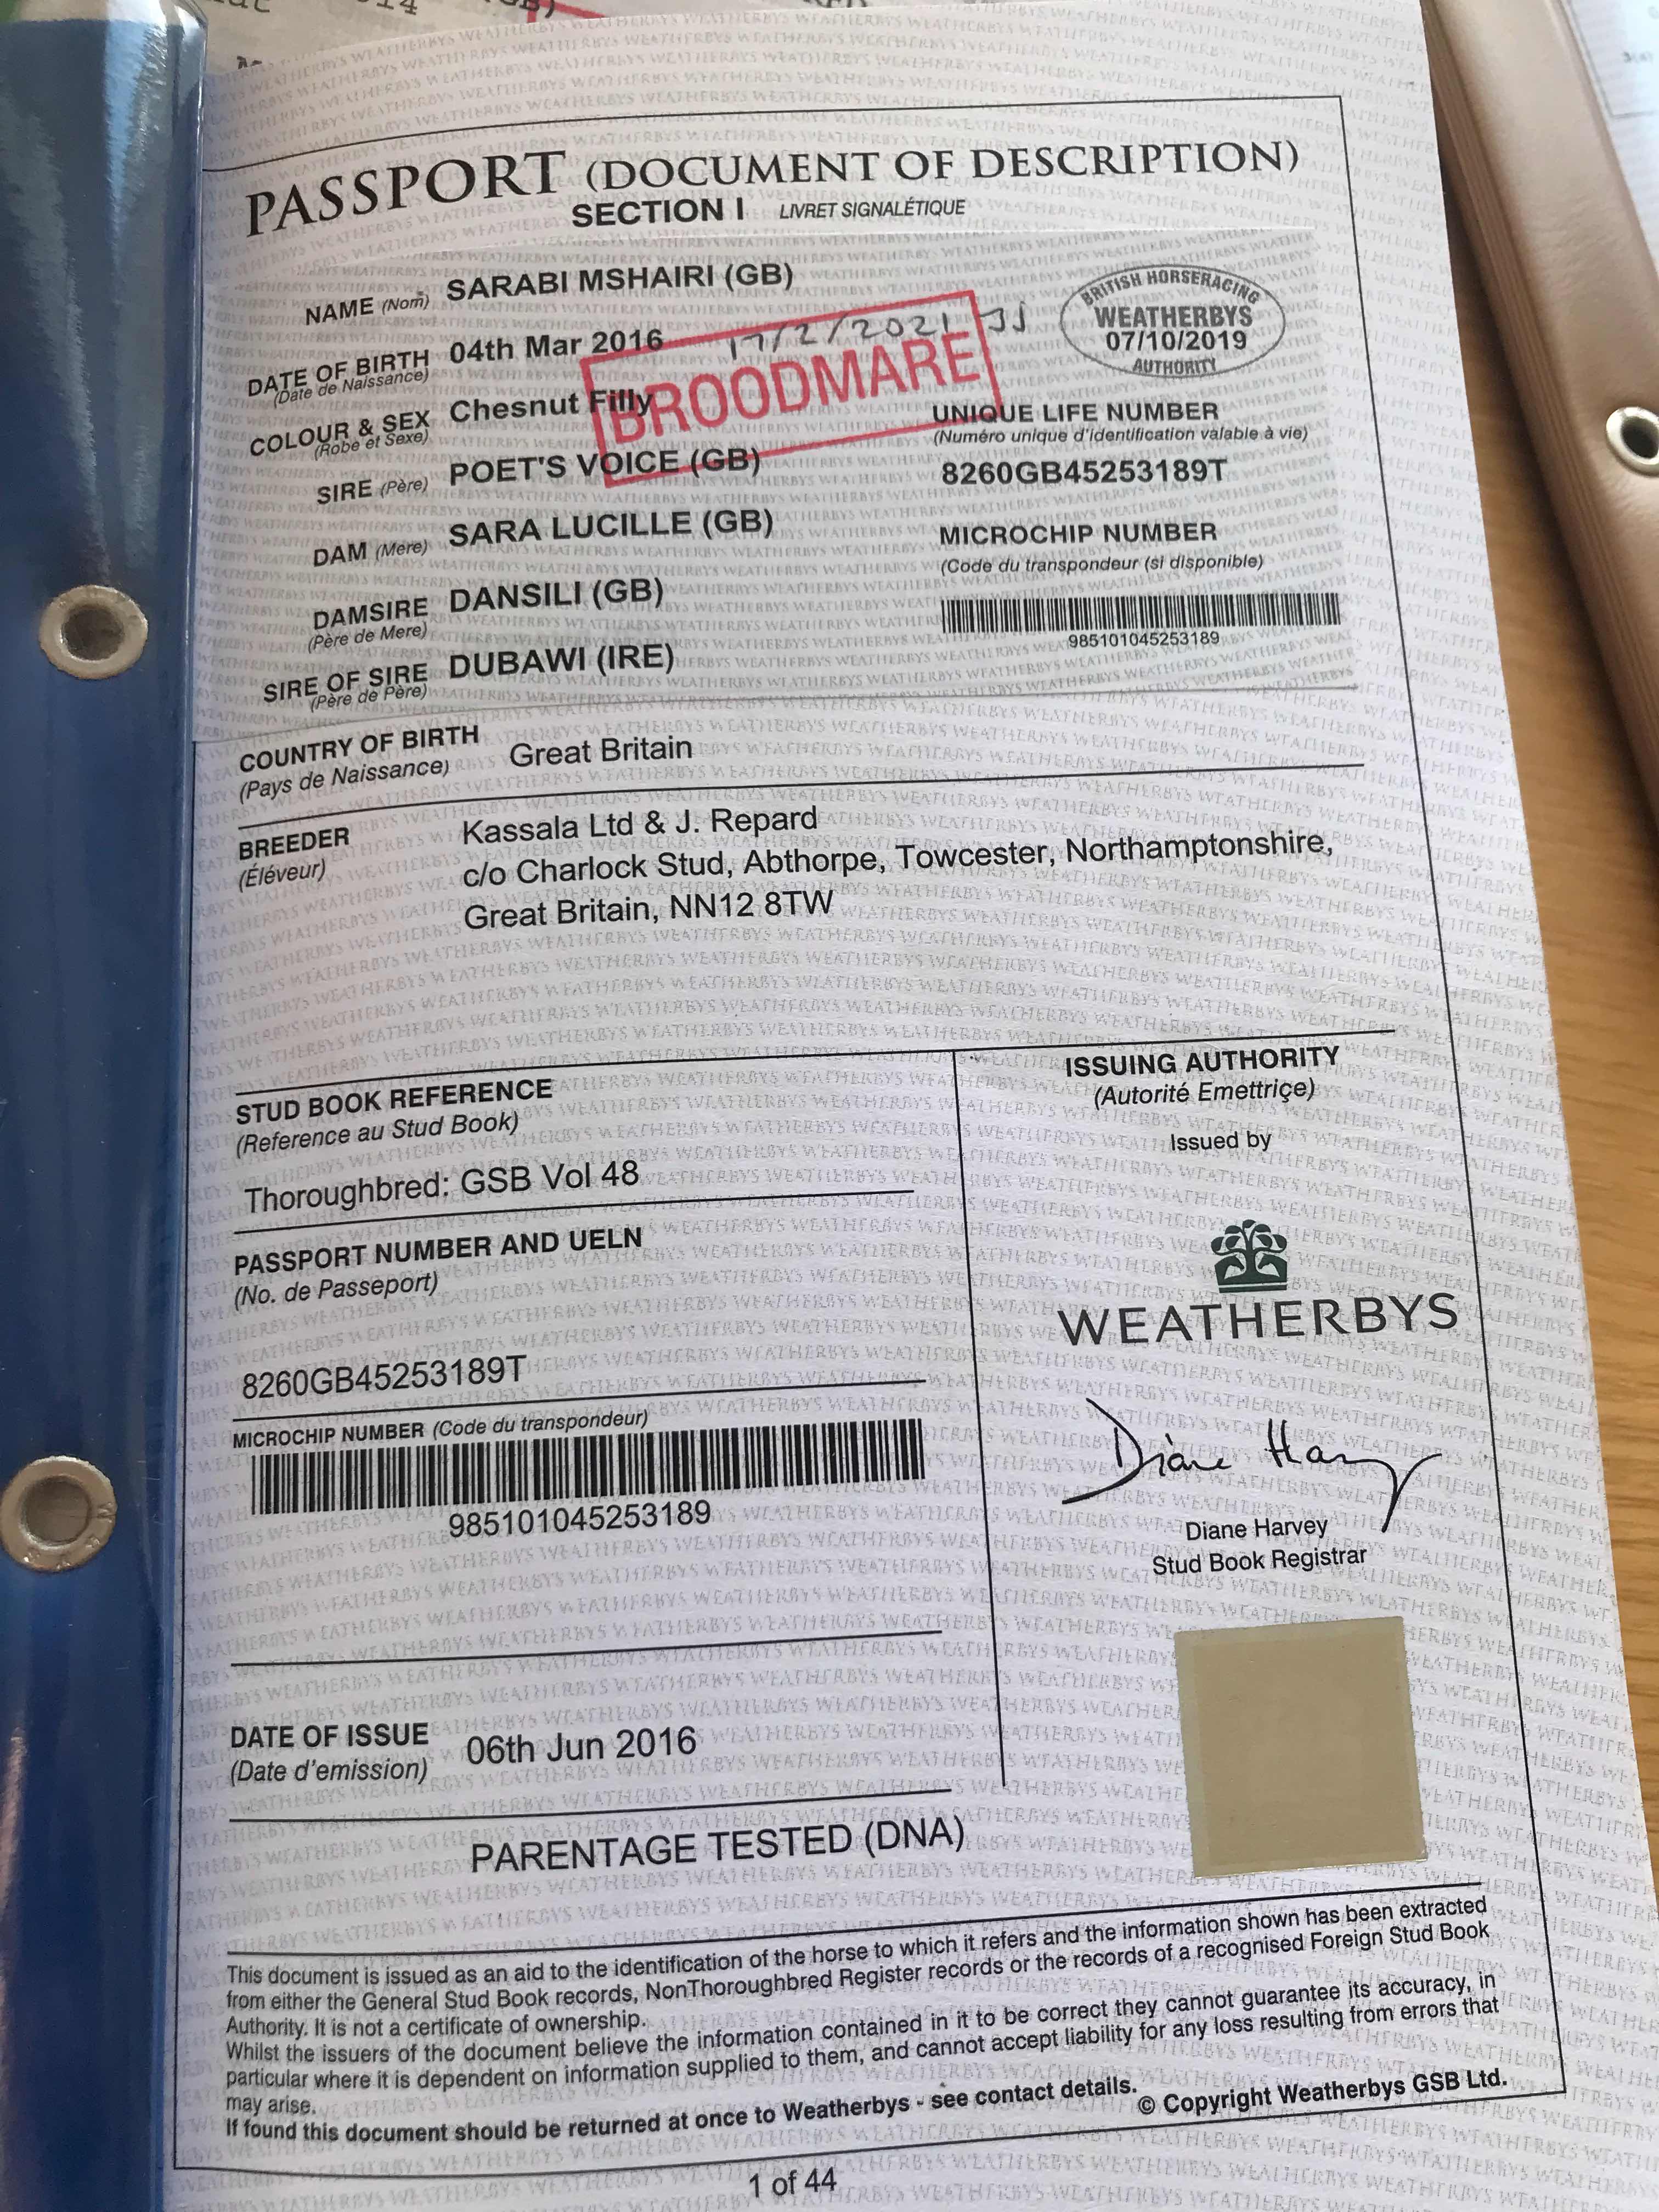 PASSPORT (DOCUMENT OF DESCRIPTION)
SECTION I LIVRET SIGNALÉTIQUE
NAME (Nom) SARABI MSHAIRI (GB)
DATE OF BIRTH 04th Mar 2016
(Date de Naissance)
17/2/2021 JJ
BROODMARE
BRITISH HORSERACING
WEATHERBYS
07/10/2019
AUTHORITY
COLOUR & SEX Chesnut Filly
(Robe et Sexe)
SIRE (Père) POET'S VOICE (GB)
DAM (Mere) SARA LUCILLE (GB)
DAMSIRE DANSILI (GB)
(Père de Mere)
SIRE OF SIRE DUBAWI (IRE)
(Père de Père)
UNIQUE LIFE NUMBER
(Numéro unique d'identification valable à vie)
8260GB45253189T
MICROCHIP NUMBER
(Code du transpondeur (si disponible)
985101045253189
COUNTRY OF BIRTH Great Britain
(Pays de Naissance)
BREEDER Kassala Ltd & J. Repard
(Éléveur) c/o Charlock Stud, Abthorpe, Towcester, Northamptonshire,
Great Britain, NN12 8TW
STUD BOOK REFERENCE
(Reference au Stud Book)
Thoroughbred: GSB Vol 48
PASSPORT NUMBER AND UELN
(No. de Passeport)
8260GB45253189T
MICROCHIP NUMBER (Code du transpondeur)
985101045253189
ISSUING AUTHORITY
(Autorité Emettriçe)
Issued by
WEATHERBYS
Diane Harvey
Diane Harvey
Stud Book Registrar
DATE OF ISSUE 06th Jun 2016
(Date d'emission)
PARENTAGE TESTED (DNA)
This document is issued as an aid to the identification of the horse to which it refers and the information shown has been extracted
from either the General Stud Book records, NonThoroughbred Register records or the records of a recognised Foreign Stud Book
Authority. It is not a certificate of ownership.
Whilst the issuers of the document believe the information contained in it to be correct they cannot guarantee its accuracy, in
particular where it is dependent on information supplied to them, and cannot accept liability for any loss resulting from errors that
may arise.
If found this document should be returned at once to Weatherbys - see contact details.
© Copyright Weatherbys GSB Ltd.
1 of 44